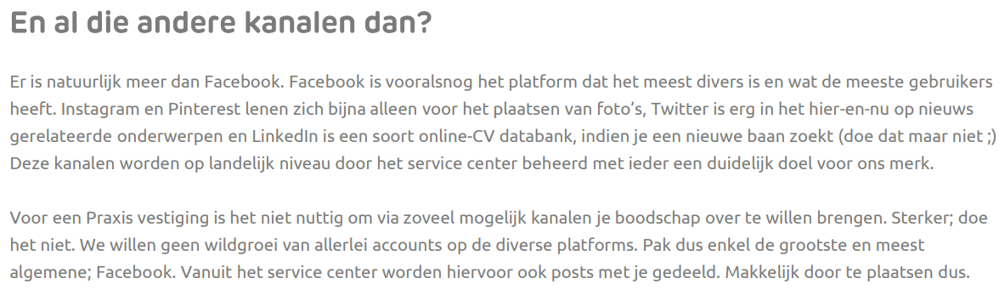 En al die andere kanalen dan?
Er is natuurlijk meer dan Facebook. Facebook is vooralsnog het platform dat het meest divers is en wat de meeste gebruikers
heeft. Instagram en Pinterest lenen zich bijna alleen voor het plaatsen van foto’s, Twitter is erg in het hier-en-nu op nieuws
gerelateerde onderwerpen en LinkedIn is een soort online-CV databank, indien je een nieuwe baan zoekt (doe dat maar niet ;)
Deze kanalen worden op landelijk niveau door het service center beheerd met ieder een duidelijk doel voor ons merk.
Voor een Praxis vestiging is het niet nuttig om via zoveel mogelijk kanalen je boodschap over te willen brengen. Sterker; doe
het niet. We willen geen wildgroei van allerlei accounts op de diverse platforms. Pak dus enkel de grootste en meest
algemene; Facebook. Vanuit het service center worden hiervoor ook posts met je gedeeld. Makkelijk door te plaatsen dus.